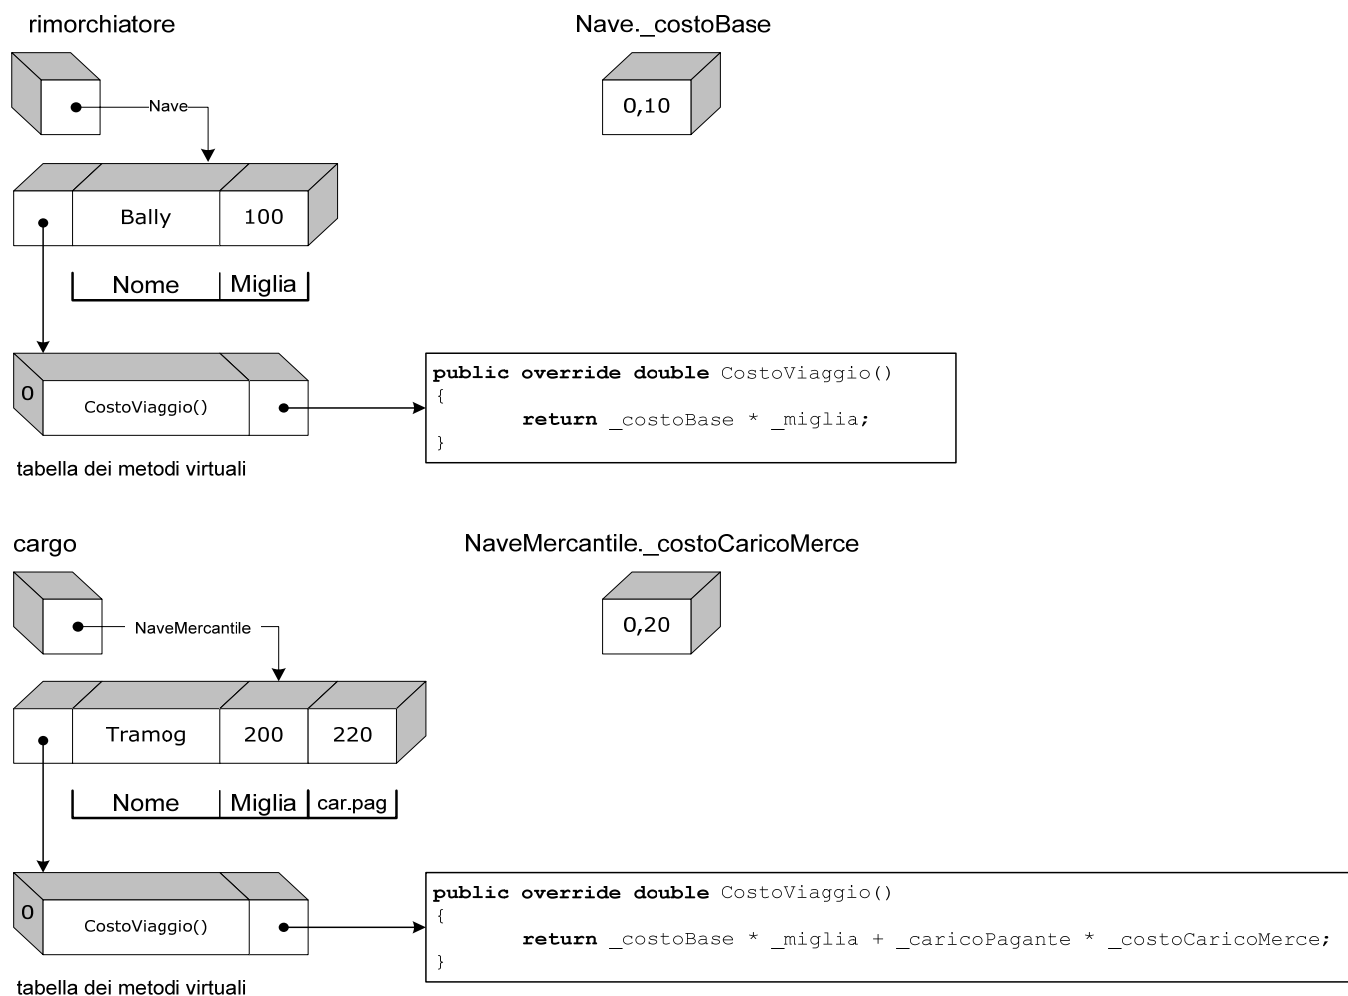 rimorchiatore
Nave._costoBase
Nave
0,10
Bally 100
Nome Miglia
0 CostoViaggio()
tabella dei metodi virtuali
public override double CostoViaggio()
{
return _costoBase * _miglia;
}
cargo
NaveMercantile._costoCaricoMerce
NaveMercantile
0,20
Tramog 200 220
Nome Miglia car.pag
0 CostoViaggio()
tabella dei metodi virtuali
public override double CostoViaggio()
{
return _costoBase * _miglia + _caricoPagante * _costoCaricoMerce;
}